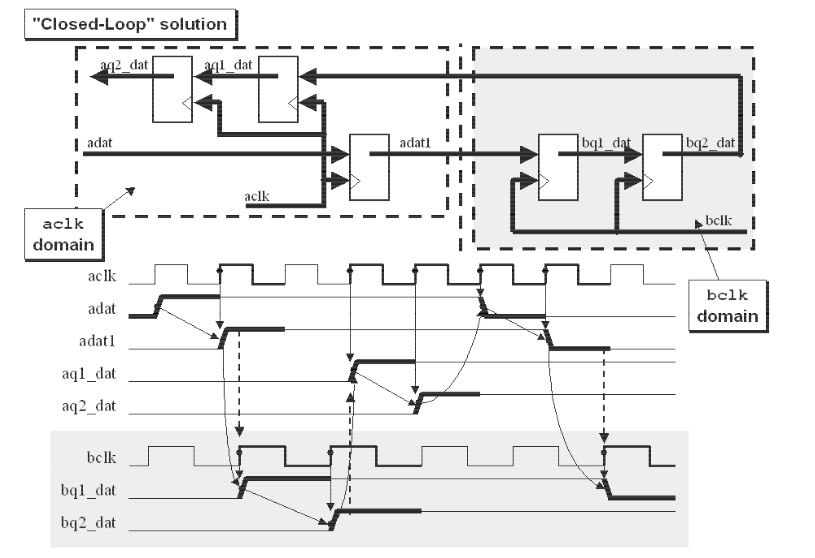 "Closed-Loop" solution
aq2_dat aq1_dat
adat adat1 bq1_dat bq2_dat
aclk
bclk
aclk
domain
bclk
domain
aclk
adat
adat1
aq1_dat
aq2_dat
bclk
bq1_dat
bq2_dat